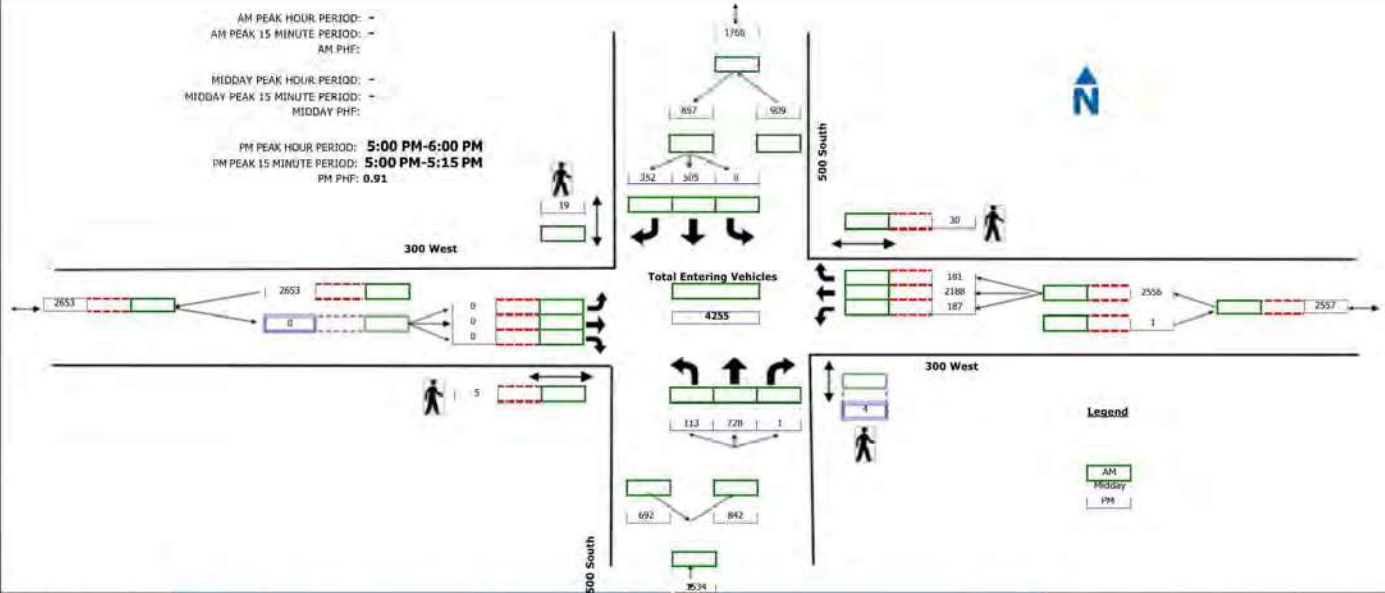 AM PEAK HOUR PERIOD: -
AM PEAK 15 MINUTE PERIOD: -
AM PHF:
MIDDAY PEAK HOUR PERIOD: -
MIDDAY PEAK 15 MINUTE PERIOD: -
MIDDAY PHF:
PM PEAK HOUR PERIOD: 5:00 PM-6:00 PM
PM PEAK 15 MINUTE PERIOD: 5:00 PM-5:15 PM
PM PHF: 0.91
1766
857 909
352 505 0
N
500 South
19
30
300 West
Total Entering Vehicles
4255
2653
2653
0
0
0
0
181
2188
187
2556
1
2557
5
300 West
4
113 728 1
692 842
1534
500 South
Legend
AM
Midday
PM